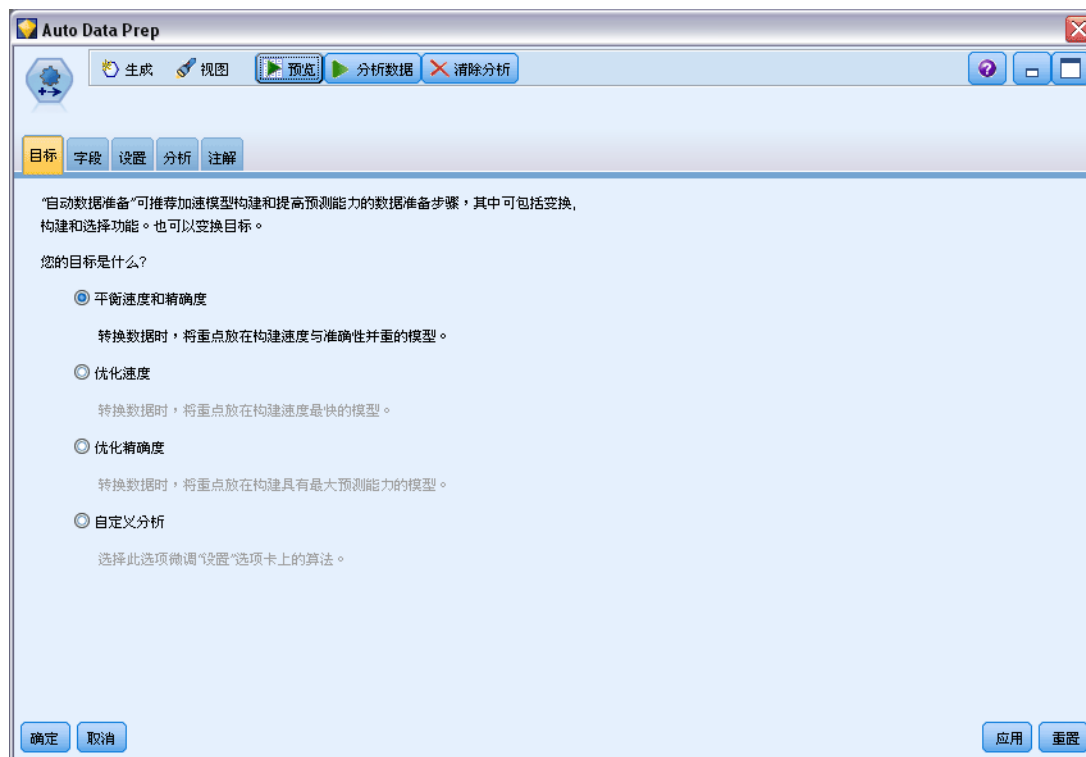 Auto Data Prep
生成 视图 预览 分析数据 清除分析
目标 字段 设置 分析 注解
“自动数据准备”可推荐加速模型构建和提高预测能力的数据准备步骤，其中可包括变换,
构建和选择功能。也可以变换目标。
您的目标是什么?
平衡速度和精确度
转换数据时，将重点放在构建速度与准确性并重的模型。
优化速度
转换数据时，将重点放在构建速度最快的模型。
优化精确度
转换数据时，将重点放在构建具有最大预测能力的模型。
自定义分析
选择此选项微调“设置”选项卡上的算法。
确定 取消 应用 重置